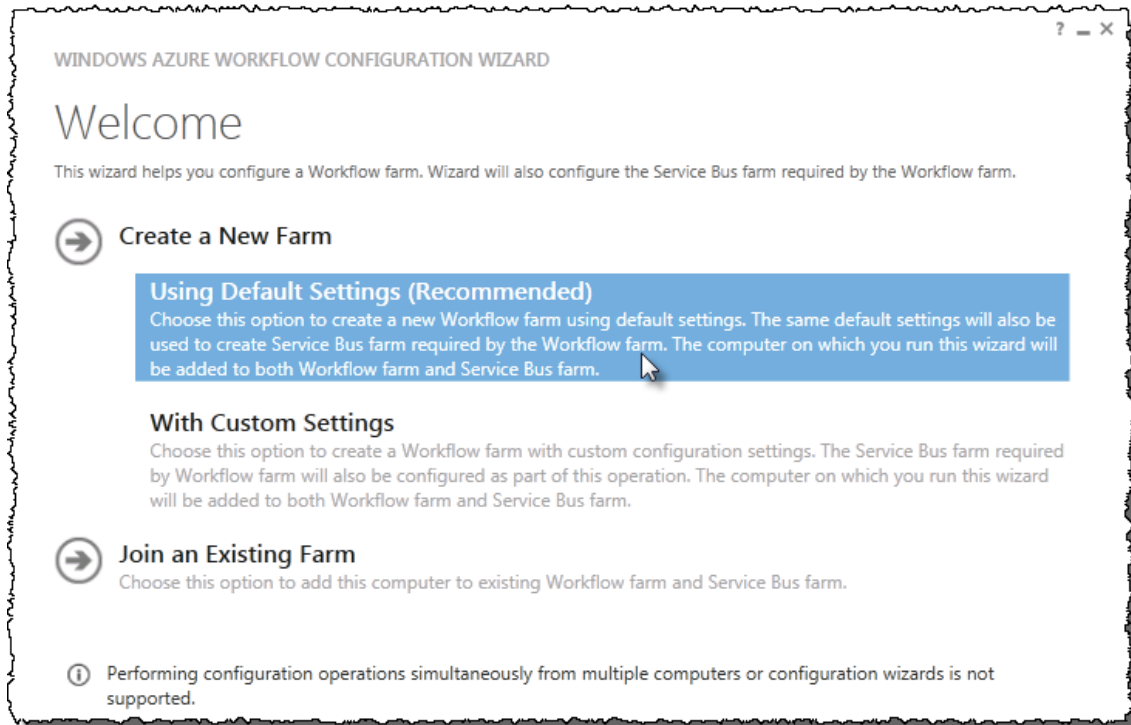 ? _ ×
WINDOWS AZURE WORKFLOW CONFIGURATION WIZARD
Welcome
This wizard helps you configure a Workflow farm. Wizard will also configure the Service Bus farm required by the Workflow farm.
Create a New Farm
Using Default Settings (Recommended)
Choose this option to create a new Workflow farm using default settings. The same default settings will also be
used to create Service Bus farm required by the Workflow farm. The computer on which you run this wizard will
be added to both Workflow farm and Service Bus farm.
With Custom Settings
Choose this option to create a Workflow farm with custom configuration settings. The Service Bus farm required
by Workflow farm will also be configured as part of this operation. The computer on which you run this wizard
will be added to both Workflow farm and Service Bus farm.
Join an Existing Farm
Choose this option to add this computer to existing Workflow farm and Service Bus farm.
Performing configuration operations simultaneously from multiple computers or configuration wizards is not
supported.